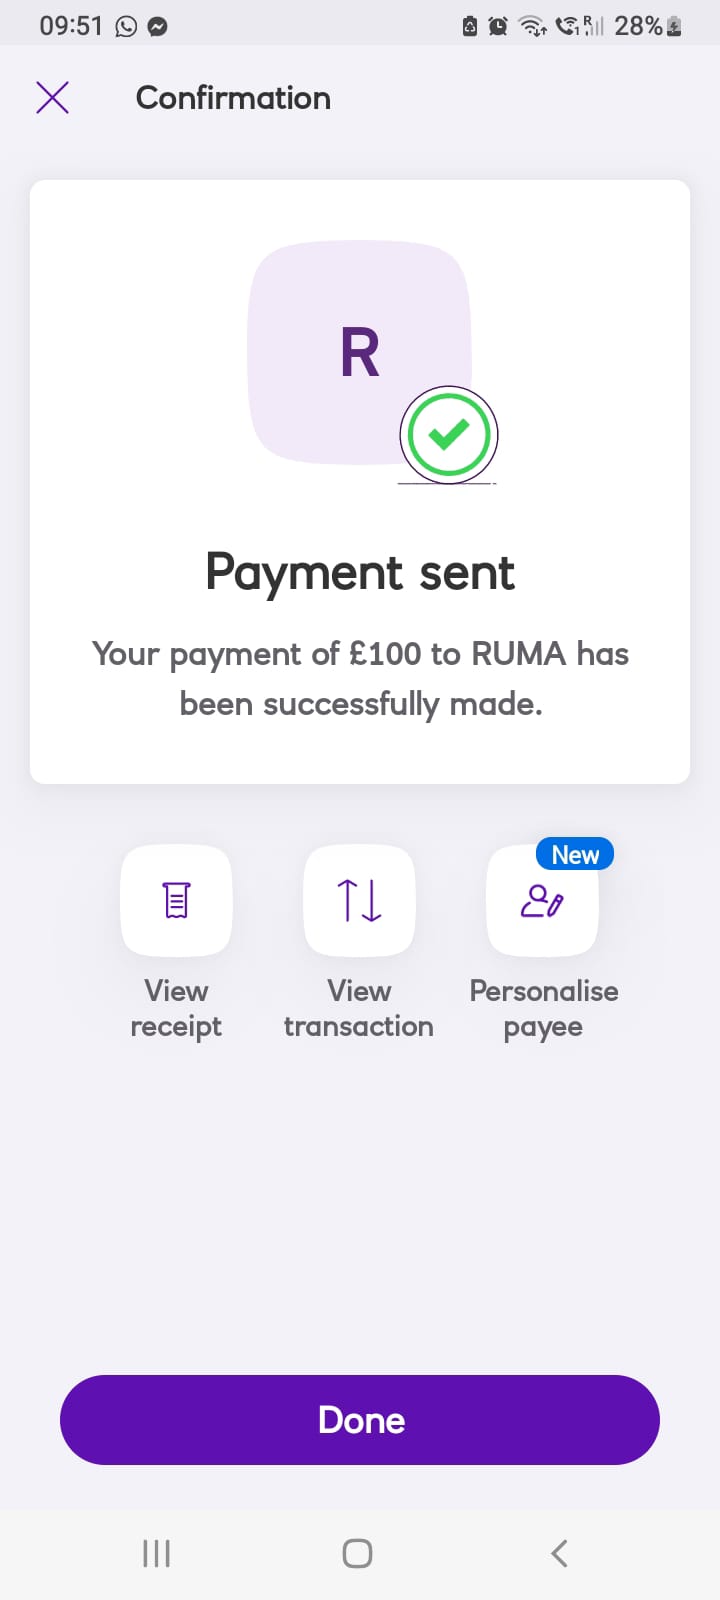 09:51
28%
Confirmation
R
Payment sent
Your payment of £100 to RUMA has
been successfully made.
New
View
receipt
View
transaction
Personalise
payee
Done